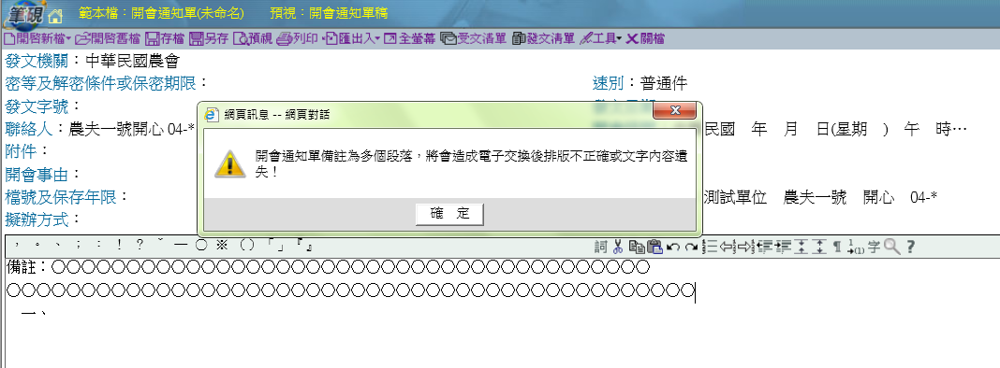 筆硯 範本檔：開會通知單(未命名) 預視：開會通知單稿
開啓新檔 開啓舊檔 存檔 另存 預視 列印 匯出入 全螢幕 受文清單 發文清單 工具 關檔
發文機關：中華民國農會
密等及解密條件或保密期限： 速別：普通件
發文字號：
聯絡人：農夫一號開心 04-* 民國 年 月 日(星期 ) 午 時…
附件：
開會事由：
檔號及保存年限： 測試單位 農夫一號 開心 04-*
擬辦方式：
網頁訊息 -- 網頁對話
開會通知單備註為多個段落，將會造成電子交換後排版不正確或文字內容遺
失！
確 定
， 。 、 ； ： ！ ？ ˇ 一 〇 ※ （） 「 」 『 』 詞 ¶ 字 ?
備註：〇〇〇〇〇〇〇〇〇〇〇〇〇〇〇〇〇〇〇〇〇〇〇〇〇〇〇〇〇〇〇〇〇〇〇〇〇〇〇〇
〇〇〇〇〇〇〇〇〇〇〇〇〇〇〇〇〇〇〇〇〇〇〇〇〇〇〇〇〇〇〇〇〇〇〇〇〇〇〇〇〇〇〇〇〇〇
一、